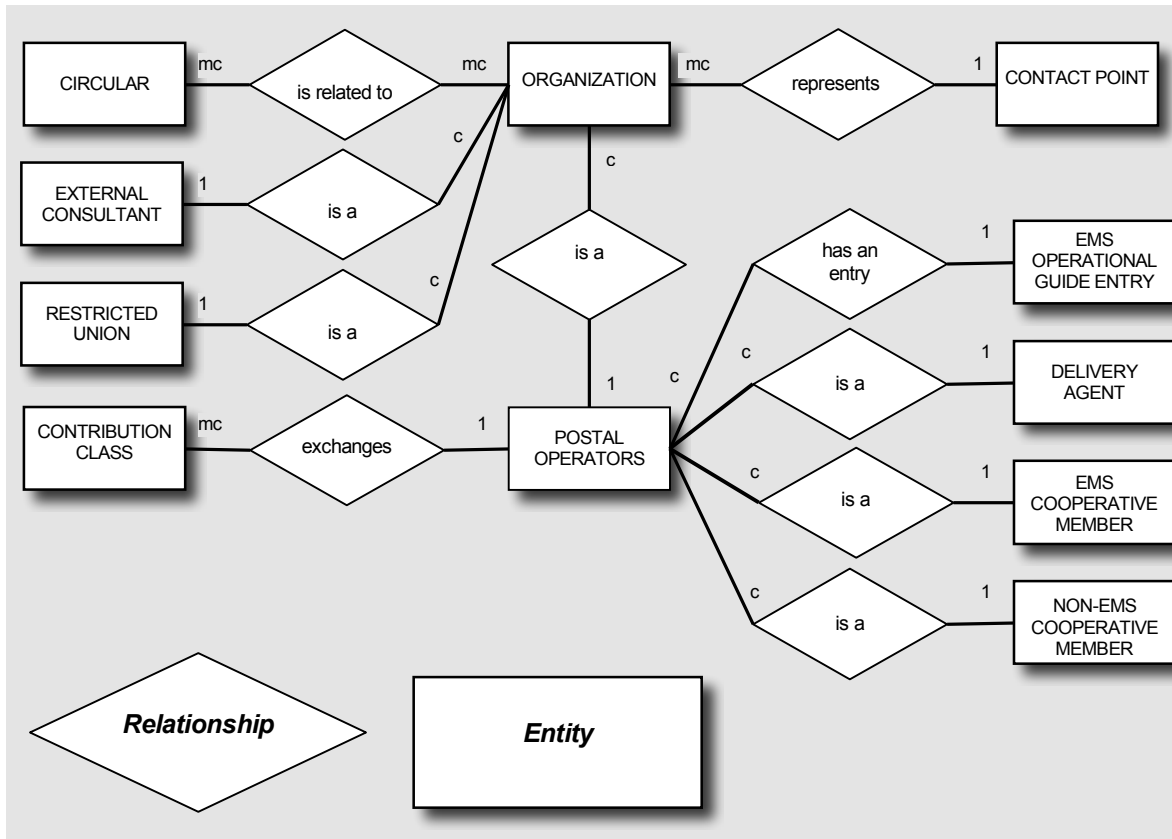 mc
mc
mc
1
CIRCULAR
is related to
ORGANIZATION
represents
CONTACT POINT
c
c
1
EXTERNAL
CONSULTANT
is a
1
has an
entry
EMS
OPERATIONAL
GUIDE ENTRY
is a
c
1
RESTRICTED
UNION
is a
c
1
c
is a
DELIVERY
AGENT
1
mc
1
CONTRIBUTION
CLASS
exchanges
POSTAL
OPERATORS
c
1
is a
EMS
COOPERATIVE
MEMBER
c
1
is a
NON-EMS
COOPERATIVE
MEMBER
Relationship
Entity